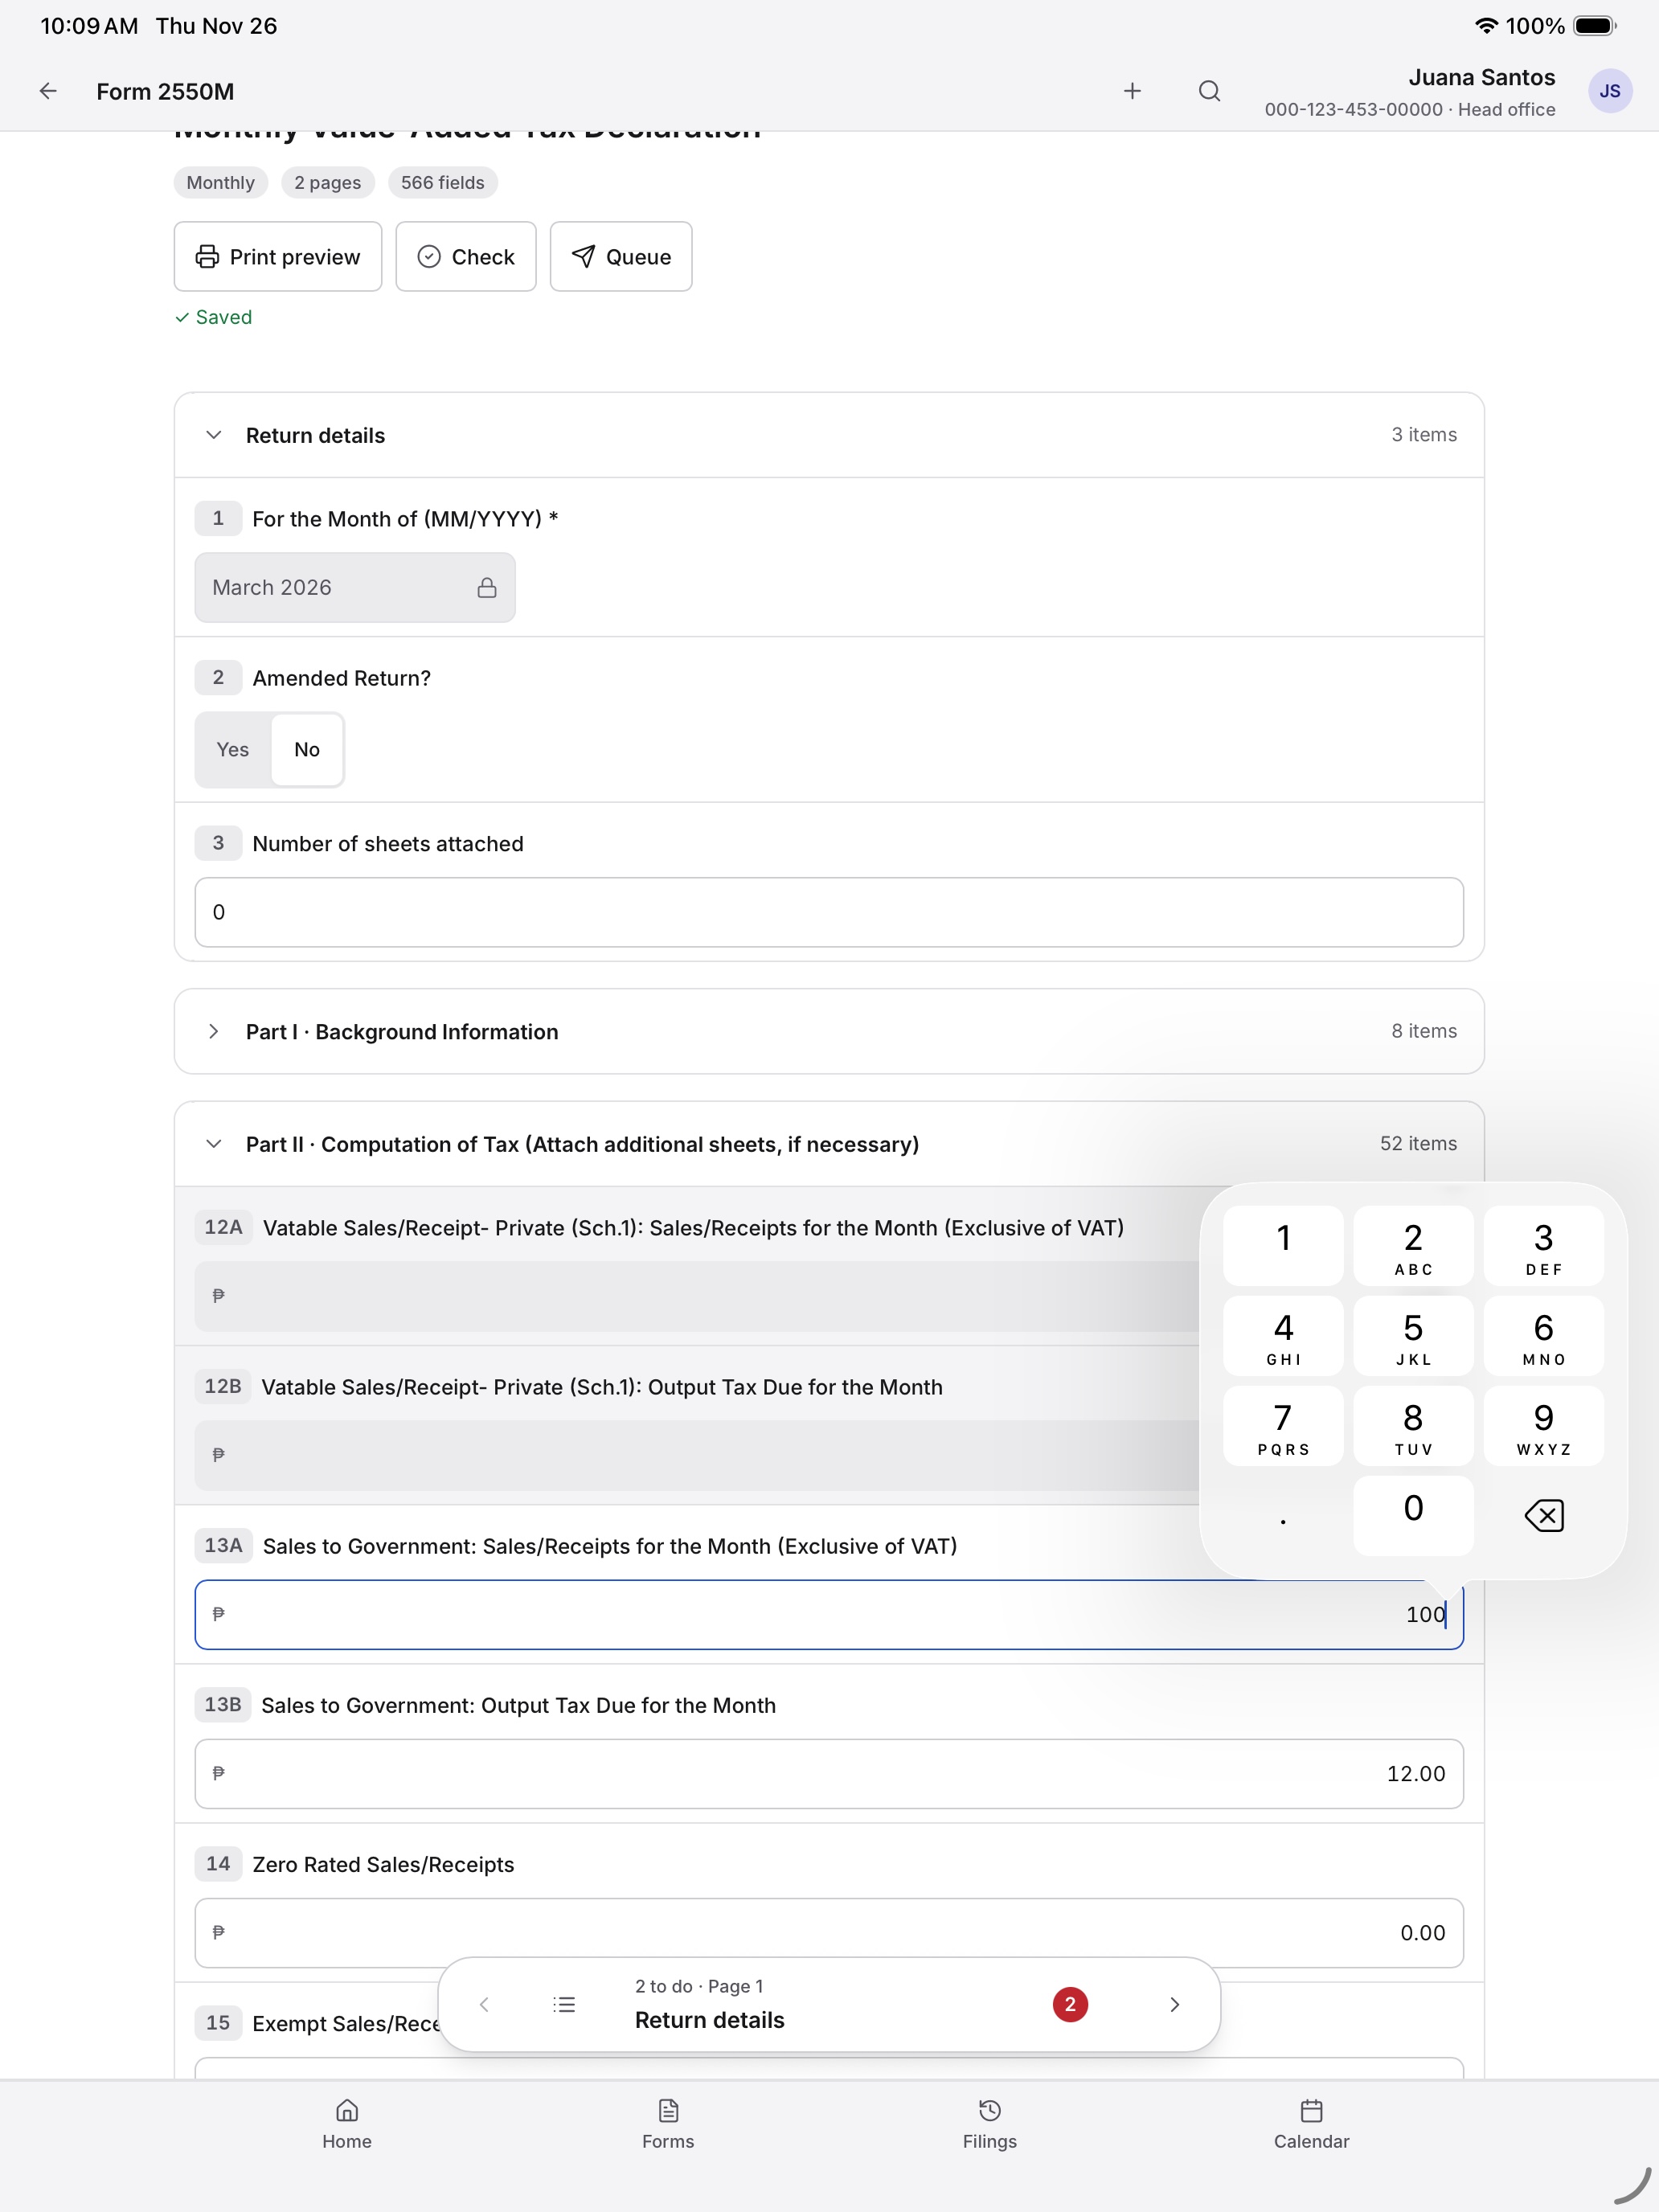 10:09 AM Thu Nov 26
100%
Form 2550M
Juana Santos
000-123-453-00000 · Head office
JS
Monthly Value-Added Tax Declaration
Monthly
2 pages
566 fields
Print preview
Check
Queue
Saved
Return details
3 items
1 For the Month of (MM/YYYY) *
March 2026
2 Amended Return?
Yes
No
3 Number of sheets attached
0
Part I · Background Information
8 items
Part II · Computation of Tax (Attach additional sheets, if necessary)
52 items
12A Vatable Sales/Receipt- Private (Sch.1): Sales/Receipts for the Month (Exclusive of VAT)
₱
12B Vatable Sales/Receipt- Private (Sch.1): Output Tax Due for the Month
₱
1
2 ABC
3 DEF
4 GHI
5 JKL
6 MNO
7 PQRS
8 TUV
9 WXYZ
.
0
13A Sales to Government: Sales/Receipts for the Month (Exclusive of VAT)
₱ 100
13B Sales to Government: Output Tax Due for the Month
₱ 12.00
14 Zero Rated Sales/Receipts
₱ 0.00
15 Exempt Sales/Rece
2 to do · Page 1
Return details
2
Home
Forms
Filings
Calendar